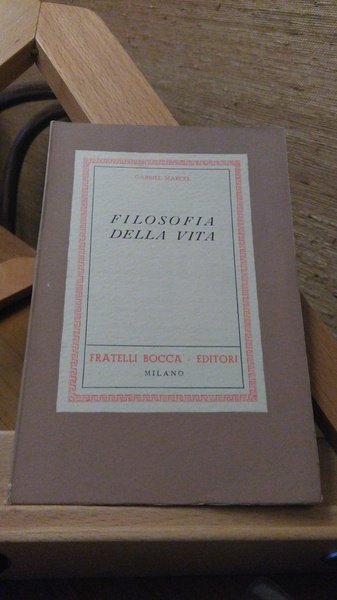 GABRIEL MARCEL
FILOSOFIA
DELLA VITA
FRATELLI BOCCA - EDITORI
MILANO